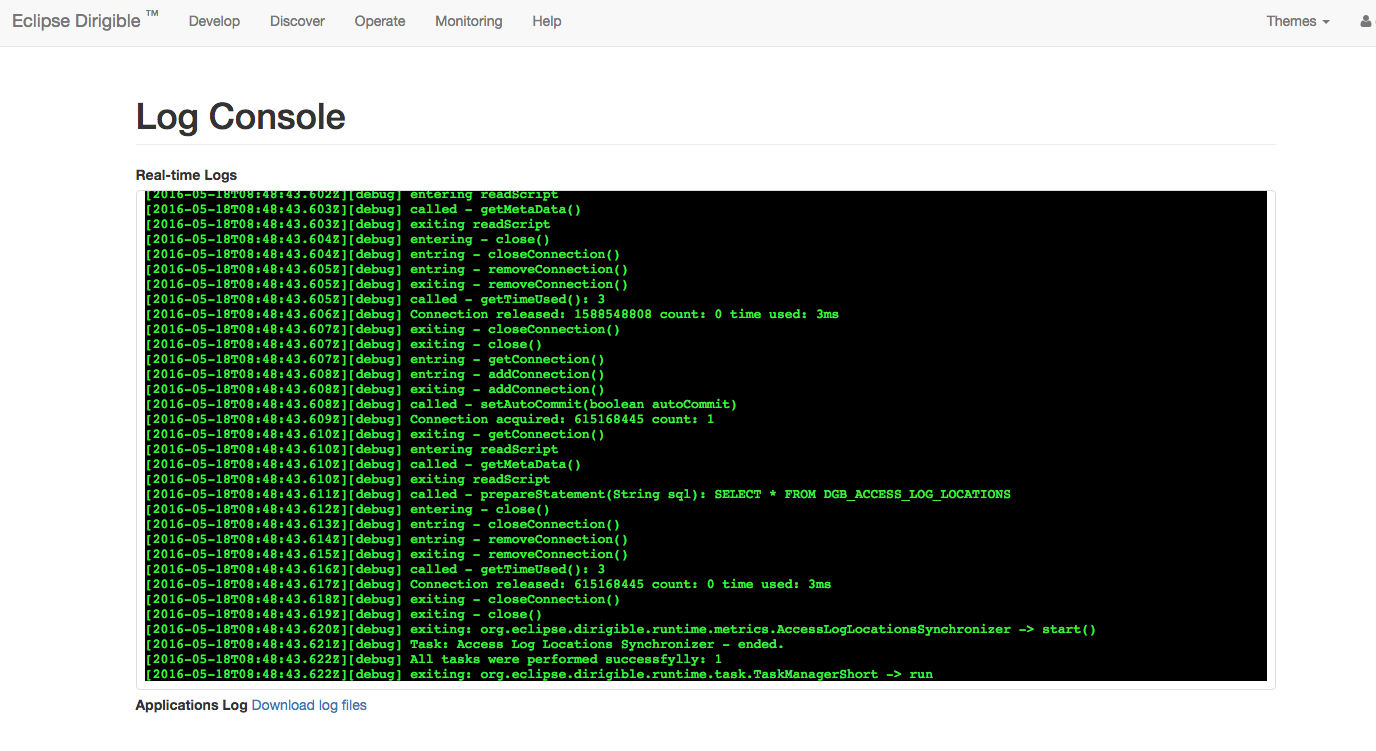 Eclipse Dirigible ™ Develop Discover Operate Monitoring Help Themes
Log Console
Real-time Logs
[2016-05-18T08:48:43.602Z][debug] entering readScript
[2016-05-18T08:48:43.603Z][debug] called - getMetaData()
[2016-05-18T08:48:43.603Z][debug] exiting readScript
[2016-05-18T08:48:43.604Z][debug] entering - close()
[2016-05-18T08:48:43.604Z][debug] entring - closeConnection()
[2016-05-18T08:48:43.605Z][debug] entring - removeConnection()
[2016-05-18T08:48:43.605Z][debug] exiting - removeConnection()
[2016-05-18T08:48:43.605Z][debug] called - getTimeUsed(): 3
[2016-05-18T08:48:43.606Z][debug] Connection released: 1588548808 count: 0 time used: 3ms
[2016-05-18T08:48:43.607Z][debug] exiting - closeConnection()
[2016-05-18T08:48:43.607Z][debug] exiting - close()
[2016-05-18T08:48:43.607Z][debug] entring - getConnection()
[2016-05-18T08:48:43.608Z][debug] entring - addConnection()
[2016-05-18T08:48:43.608Z][debug] exiting - addConnection()
[2016-05-18T08:48:43.608Z][debug] called - setAutoCommit(boolean autoCommit)
[2016-05-18T08:48:43.609Z][debug] Connection acquired: 615168445 count: 1
[2016-05-18T08:48:43.610Z][debug] exiting - getConnection()
[2016-05-18T08:48:43.610Z][debug] entering readScript
[2016-05-18T08:48:43.610Z][debug] called - getMetaData()
[2016-05-18T08:48:43.610Z][debug] exiting readScript
[2016-05-18T08:48:43.611Z][debug] called - prepareStatement(String sql): SELECT * FROM DGB_ACCESS_LOG_LOCATIONS
[2016-05-18T08:48:43.612Z][debug] entering - close()
[2016-05-18T08:48:43.613Z][debug] entring - closeConnection()
[2016-05-18T08:48:43.614Z][debug] entring - removeConnection()
[2016-05-18T08:48:43.615Z][debug] exiting - removeConnection()
[2016-05-18T08:48:43.616Z][debug] called - getTimeUsed(): 3
[2016-05-18T08:48:43.617Z][debug] Connection released: 615168445 count: 0 time used: 3ms
[2016-05-18T08:48:43.618Z][debug] exiting - closeConnection()
[2016-05-18T08:48:43.619Z][debug] exiting - close()
[2016-05-18T08:48:43.620Z][debug] exiting: org.eclipse.dirigible.runtime.metrics.AccessLogLocationsSynchronizer -> start()
[2016-05-18T08:48:43.621Z][debug] Task: Access Log Locations Synchronizer - ended.
[2016-05-18T08:48:43.622Z][debug] All tasks were performed successfylly: 1
[2016-05-18T08:48:43.622Z][debug] exiting: org.eclipse.dirigible.runtime.task.TaskManagerShort -> run
Applications Log Download log files